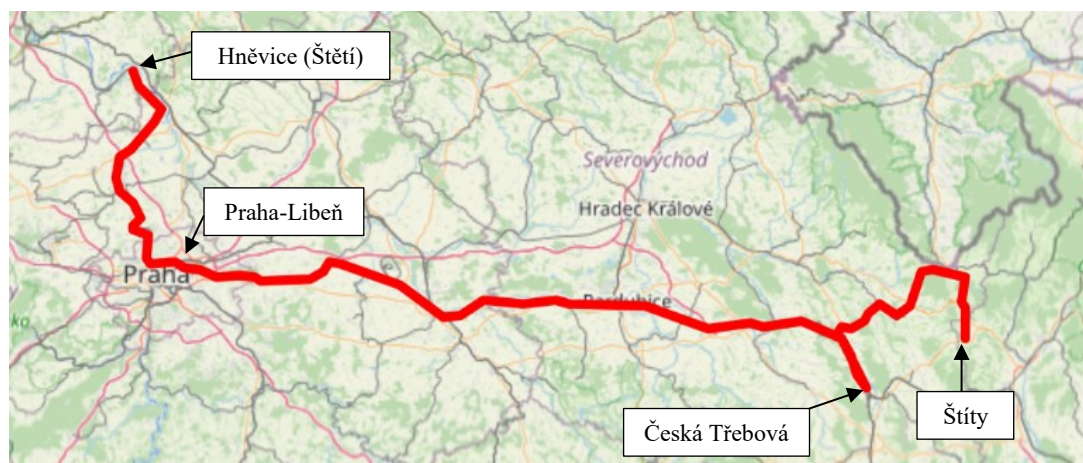 Hněvice (Štětí)
Severovýchod
Praha-Libeň
Hradec Králové
Praha
Štíty
Česká Třebová